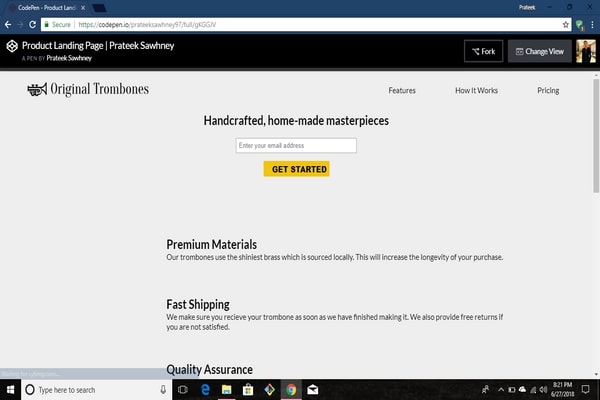 CodePen - Product Landi
Prateek
Secure
https://codepen.io/prateeksawhney97/full/gKGGJV
Product Landing Page | Prateek Sawhney
A PEN BY Prateek Sawhney
Fork
Change View
Original Trombones
Features
How It Works
Pricing
Handcrafted, home-made masterpieces
Enter your email address
GET STARTED
Premium Materials
Our trombones use the shiniest brass which is sourced locally. This will increase the longevity of your purchase.
Fast Shipping
We make sure you recieve your trombone as soon as we have finished making it. We also provide free returns if
you are not satisfied.
Quality Assurance
Type here to search
8:21 PM
6/27/2018